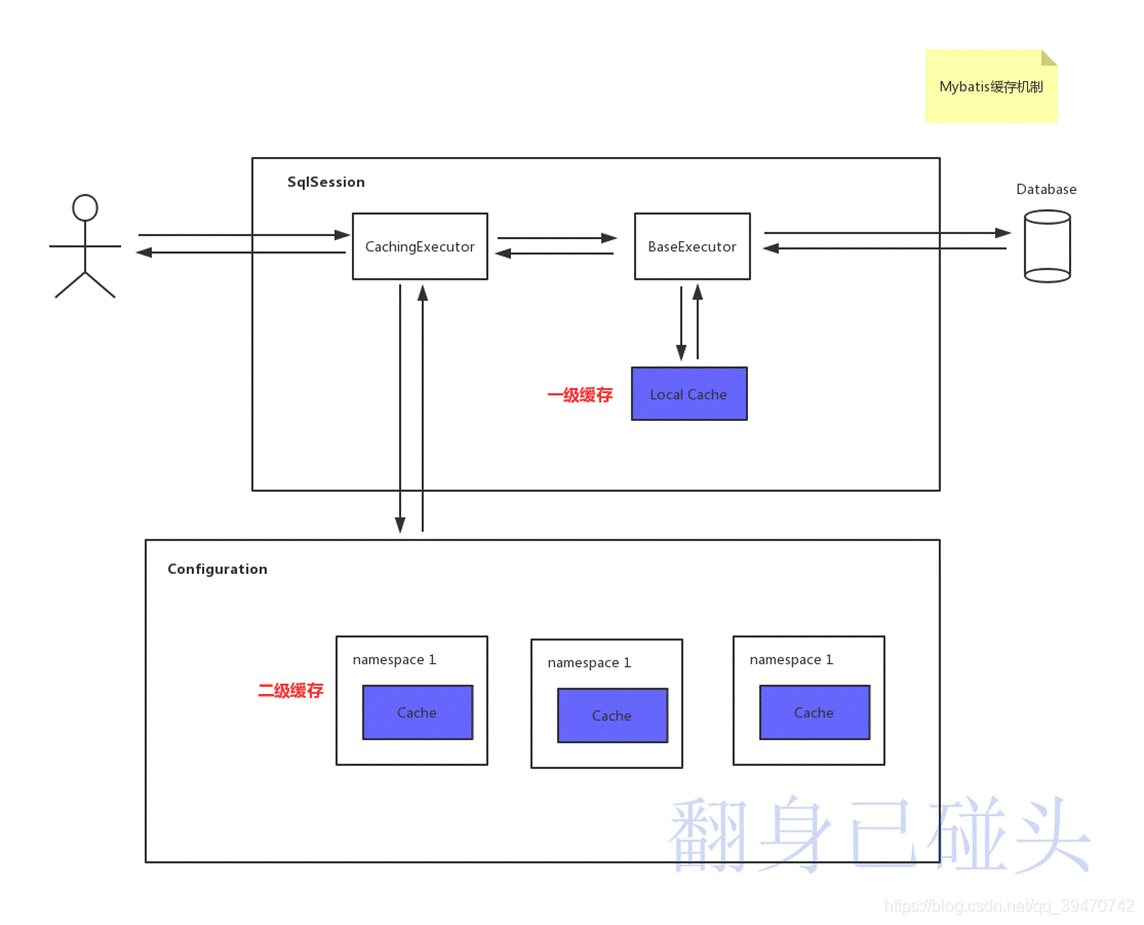 Mybatis缓存机制
SqlSession
Database
CachingExecutor
BaseExecutor
一级缓存
Local Cache
Configuration
namespace 1
namespace 1
namespace 1
二级缓存
Cache
Cache
Cache
翻身己碰头
https://blog.csdn.net/qq_39470742